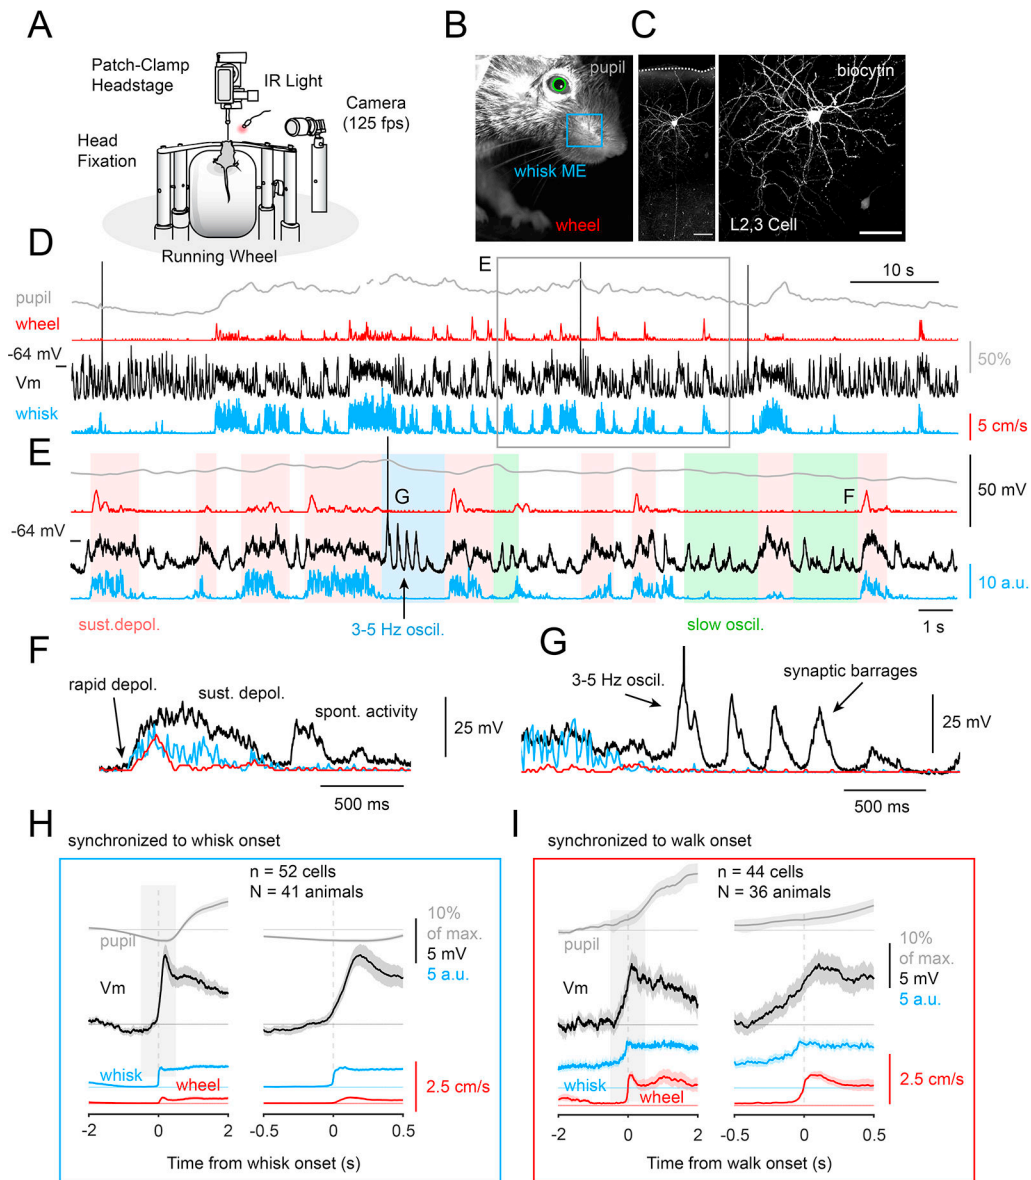 A
Patch-Clamp
Headstage
IR Light
Camera
(125 fps)
Head
Fixation
Running Wheel
B
pupil
whisk ME
wheel
C
biocytin
L2,3 Cell
D
E
10 s
pupil
wheel
-64 mV
Vm
whisk
50%
5 cm/s
E
G
F
50 mV
-64 mV
10 a.u.
sust.depol.
3-5 Hz oscil.
slow oscil.
1 s
F
rapid depol.
sust. depol.
spont. activity
25 mV
500 ms
G
3-5 Hz oscil.
synaptic barrages
25 mV
500 ms
H
synchronized to whisk onset
n = 52 cells
N = 41 animals
pupil
10%
of max.
5 mV
5 a.u.
Vm
whisk
wheel
2.5 cm/s
-2 0 2
-0.5 0 0.5
Time from whisk onset (s)
I
synchronized to walk onset
n = 44 cells
N = 36 animals
pupil
10%
of max.
5 mV
5 a.u.
Vm
whisk
wheel
2.5 cm/s
-2 0 2
-0.5 0 0.5
Time from walk onset (s)